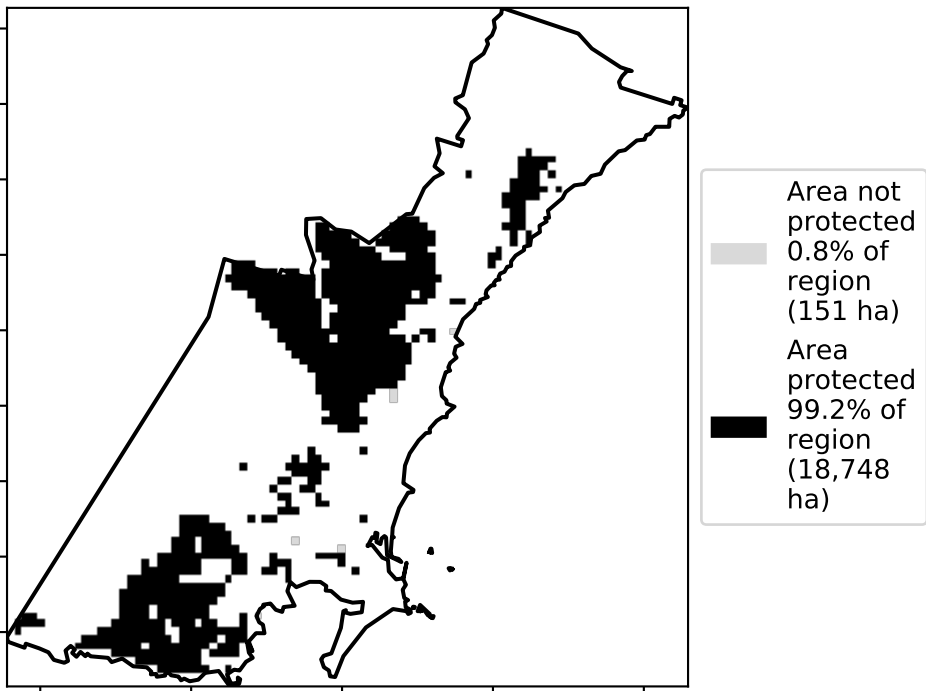 Area not
protected
0.8% of
region
(151 ha)
Area
protected
99.2% of
region
(18,748
ha)